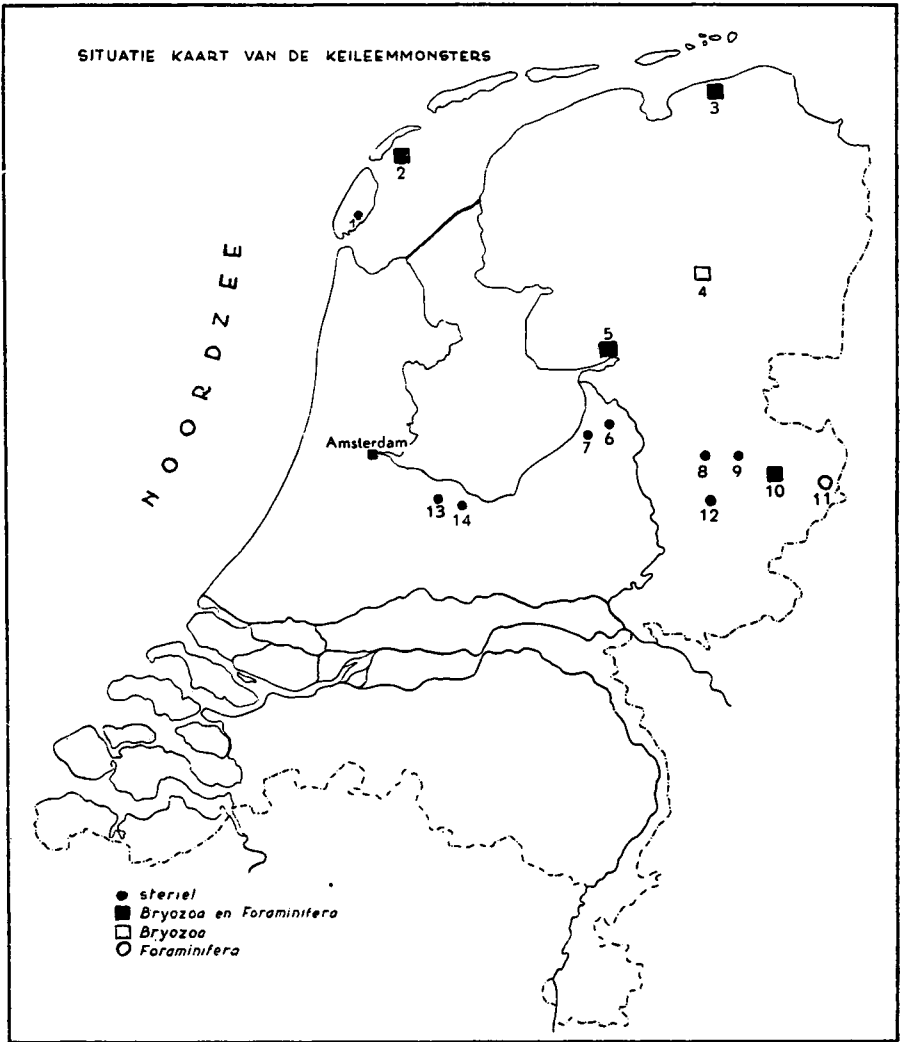 SITUATIE KAART VAN DE KEILEEMMONSTERS
3
2
1
NOORDZEE
4
5
Amsterdam
7 6
8 9
10 11
13 14 12
steriel
Bryozoa en Foraminifera
Bryozoa
Foraminifera